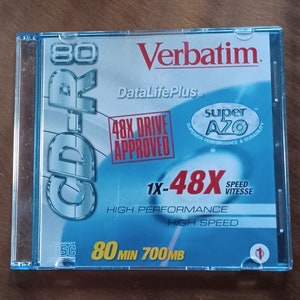 CD-R 80
Verbatim
DataLifePlus
super
AZO
48X DRIVE
APPROVED
1X-48X SPEED
VITESSE
HIGH PERFORMANCE
HIGH SPEED
80 MIN 700 MB
1